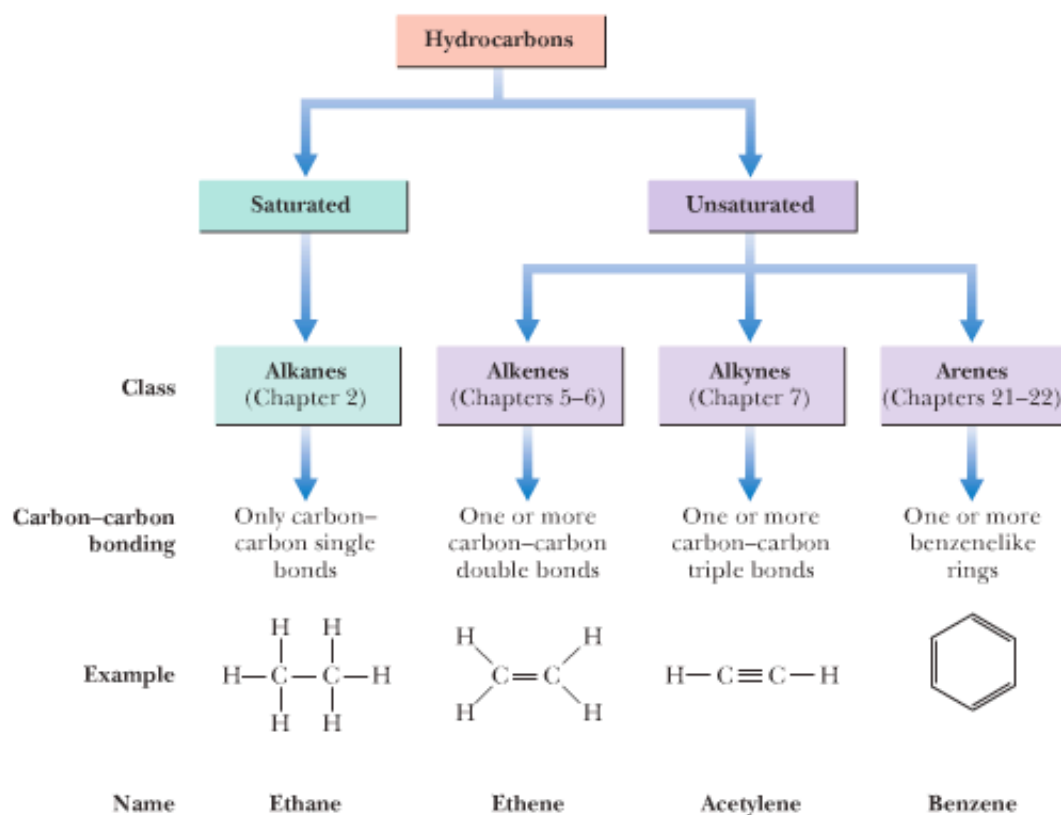 Hydrocarbons
Saturated
Unsaturated
Class
Alkanes
(Chapter 2)
Alkenes
(Chapters 5–6)
Alkynes
(Chapter 7)
Arenes
(Chapters 21–22)
Carbon–carbon
bonding
Only carbon–
carbon single
bonds
One or more
carbon–carbon
double bonds
One or more
carbon–carbon
triple bonds
One or more
benzenelike
rings
Example
H H
H–C–C–H
H H
H H
C=C
H H
H–C≡C–H
Name
Ethane
Ethene
Acetylene
Benzene